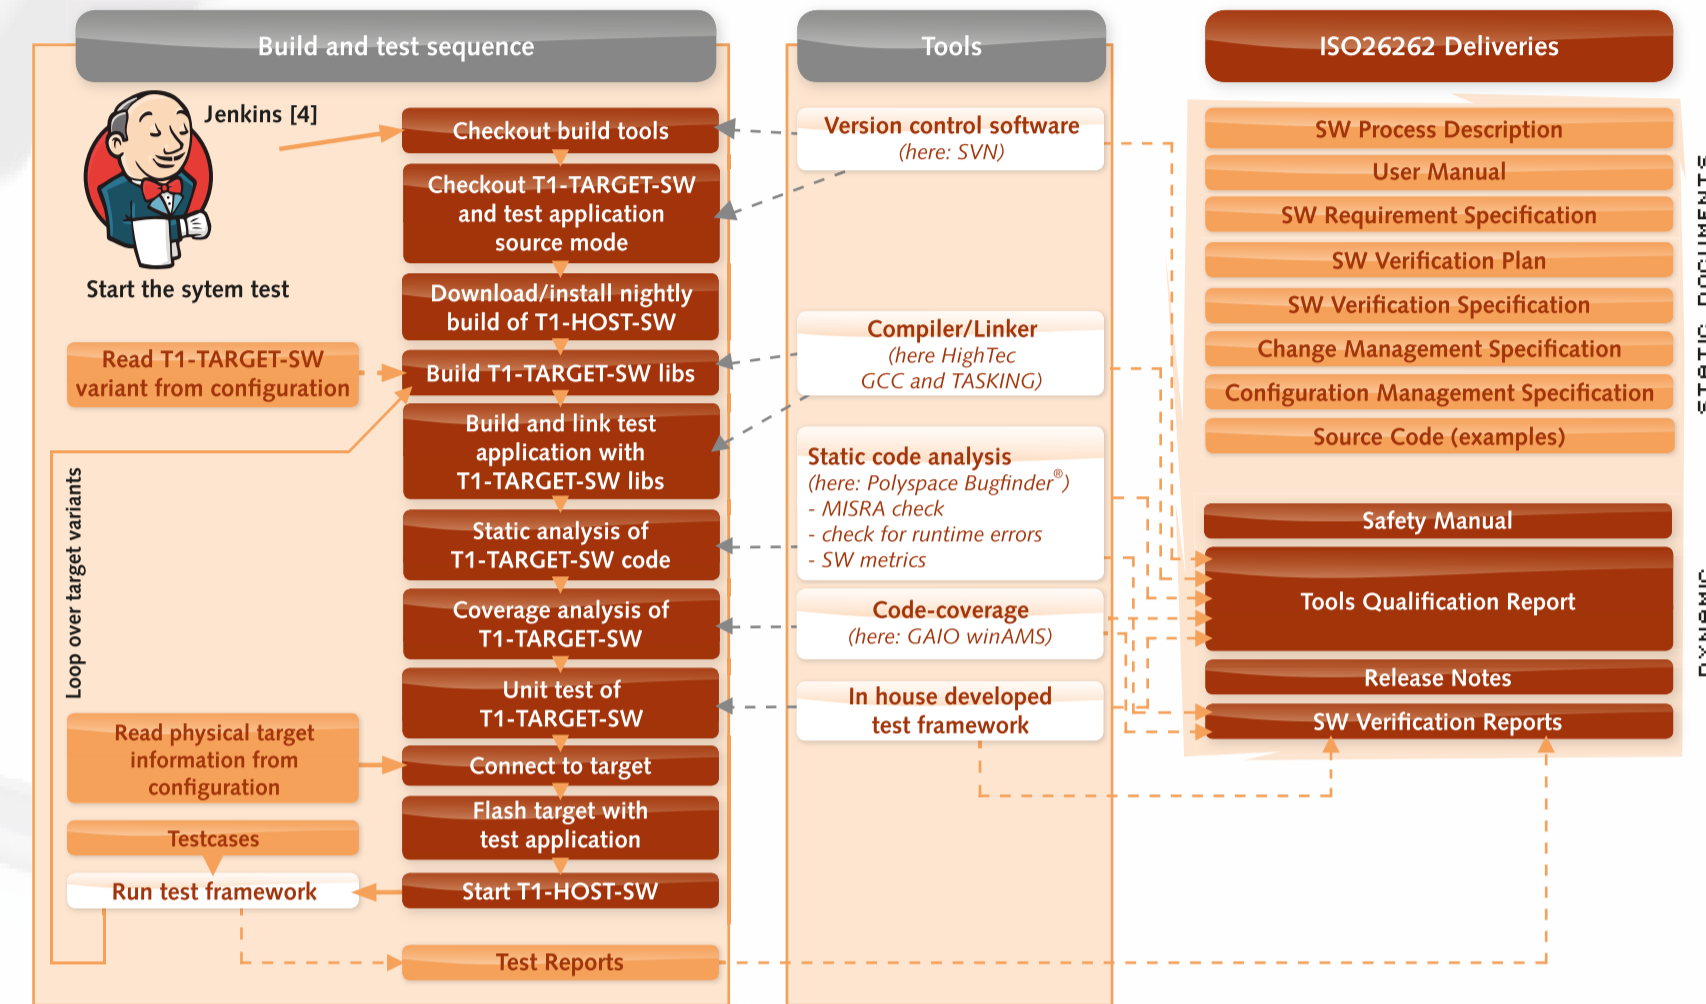 Build and test sequence
Jenkins [4]
Start the sytem test
Checkout build tools
Checkout T1-TARGET-SW
and test application
source mode
Download/install nightly
build of T1-HOST-SW
Read T1-TARGET-SW
variant from configuration
Build T1-TARGET-SW libs
Build and link test
application with
T1-TARGET-SW libs
Static analysis of
T1-TARGET-SW code
Coverage analysis of
T1-TARGET-SW
Unit test of
T1-TARGET-SW
Loop over target variants
Read physical target
information from
configuration
Connect to target
Flash target with
test application
Testcases
Run test framework
Start T1-HOST-SW
Test Reports
Tools
Version control software
(here: SVN)
Compiler/Linker
(here HighTec
GCC and TASKING)
Static code analysis
(here: Polyspace Bugfinder®)
- MISRA check
- check for runtime errors
- SW metrics
Code-coverage
(here: GAIO winAMS)
In house developed
test framework
ISO26262 Deliveries
SW Process Description
User Manual
SW Requirement Specification
SW Verification Plan
SW Verification Specification
Change Management Specification
Configuration Management Specification
Source Code (examples)
Safety Manual
Tools Qualification Report
Release Notes
SW Verification Reports